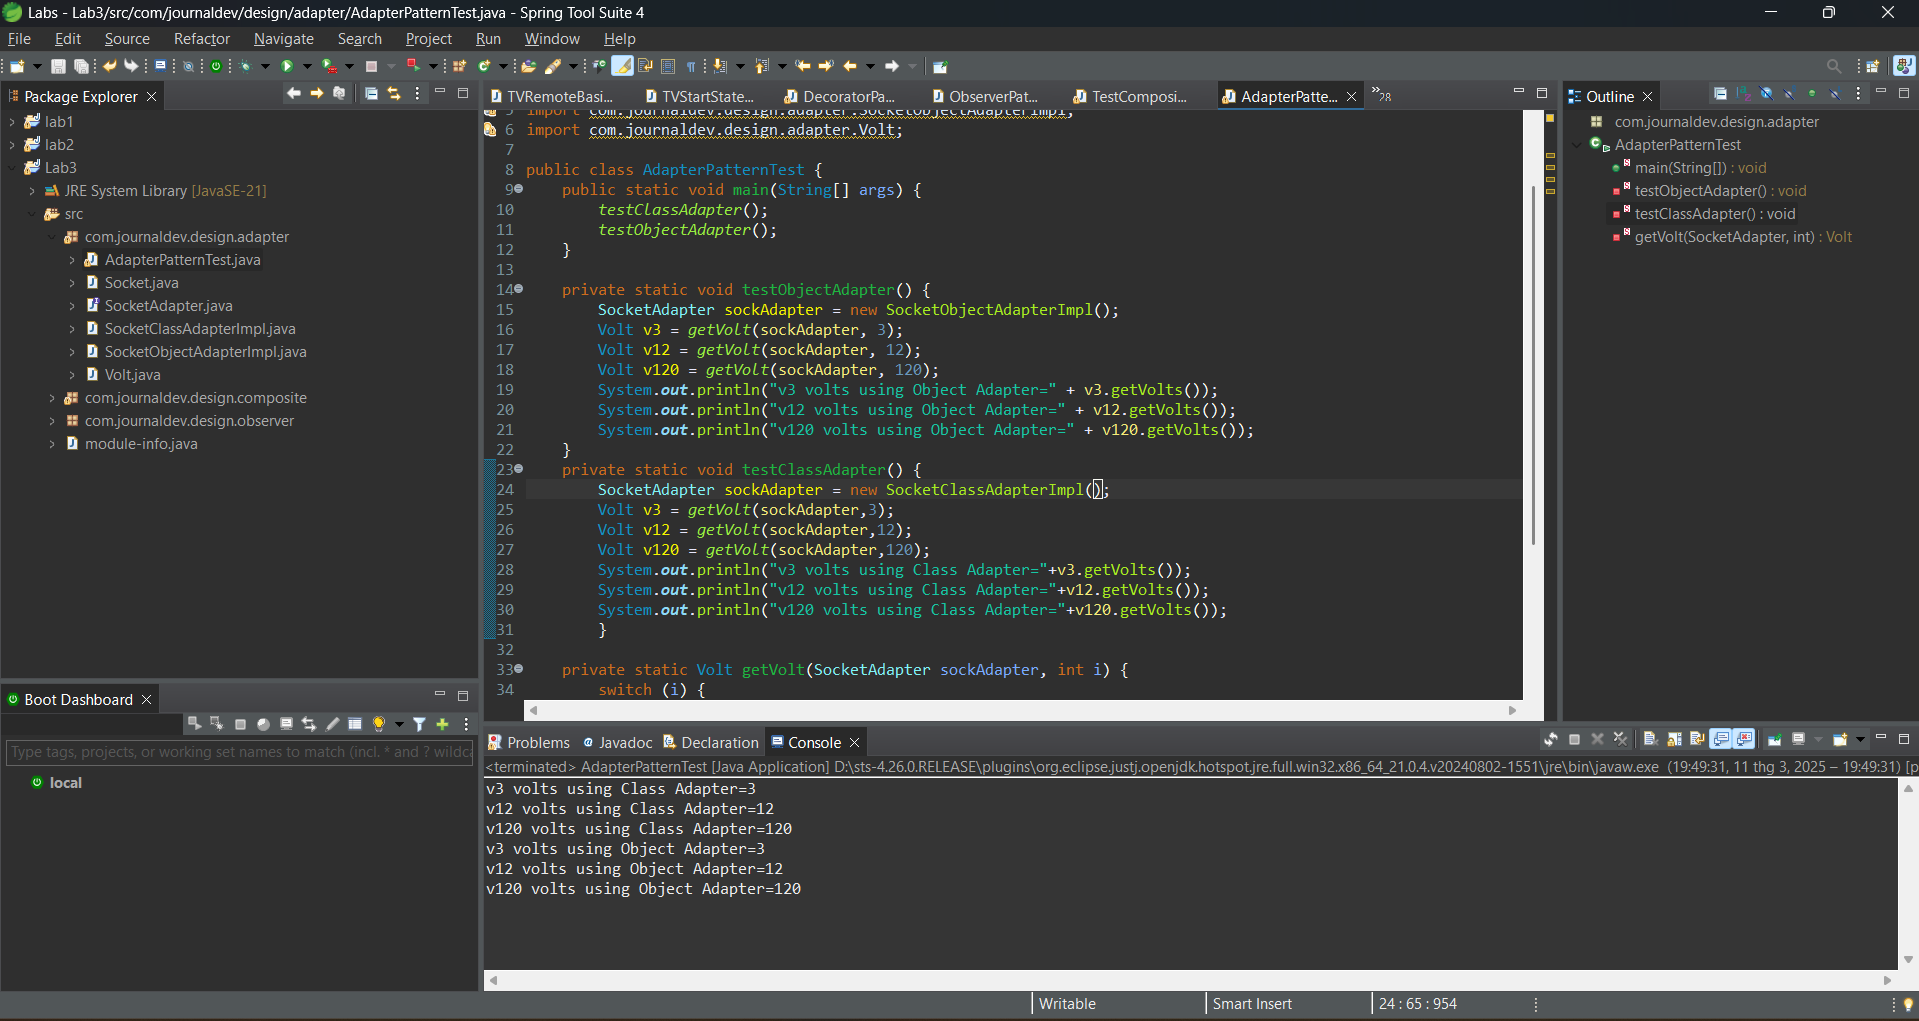 Labs - Lab3/src/com/journaldev/design/adapter/AdapterPatternTest.java - Spring Tool Suite 4
File Edit Source Refactor Navigate Search Project Run Window Help
Package Explorer
lab1
lab2
Lab3
JRE System Library [JavaSE-21]
src
com.journaldev.design.adapter
AdapterPatternTest.java
Socket.java
SocketAdapter.java
SocketClassAdapterImpl.java
SocketObjectAdapterImpl.java
Volt.java
com.journaldev.design.composite
com.journaldev.design.observer
module-info.java
Boot Dashboard
Type tags, projects, or working set names to match (incl. * and ? wildc
local
TVRemoteBasi... TVStartState... DecoratorPa... ObserverPat... TestComposi... AdapterPatte... »28
5 import com.journaldev.design.adapter.SocketObjectAdapterImpl;
6 import com.journaldev.design.adapter.Volt;
7
8 public class AdapterPatternTest {
9 public static void main(String[] args) {
10 testClassAdapter();
11 testObjectAdapter();
12 }
13
14 private static void testObjectAdapter() {
15 SocketAdapter sockAdapter = new SocketObjectAdapterImpl();
16 Volt v3 = getVolt(sockAdapter, 3);
17 Volt v12 = getVolt(sockAdapter, 12);
18 Volt v120 = getVolt(sockAdapter, 120);
19 System.out.println("v3 volts using Object Adapter=" + v3.getVolts());
20 System.out.println("v12 volts using Object Adapter=" + v12.getVolts());
21 System.out.println("v120 volts using Object Adapter=" + v120.getVolts());
22 }
23 private static void testClassAdapter() {
24 SocketAdapter sockAdapter = new SocketClassAdapterImpl();
25 Volt v3 = getVolt(sockAdapter,3);
26 Volt v12 = getVolt(sockAdapter,12);
27 Volt v120 = getVolt(sockAdapter,120);
28 System.out.println("v3 volts using Class Adapter="+v3.getVolts());
29 System.out.println("v12 volts using Class Adapter="+v12.getVolts());
30 System.out.println("v120 volts using Class Adapter="+v120.getVolts());
31 }
32
33 private static Volt getVolt(SocketAdapter sockAdapter, int i) {
34 switch (i) {
Outline
com.journaldev.design.adapter
AdapterPatternTest
main(String[]) : void
testObjectAdapter() : void
testClassAdapter() : void
getVolt(SocketAdapter, int) : Volt
Problems Javadoc Declaration Console
<terminated> AdapterPatternTest [Java Application] D:\sts-4.26.0.RELEASE\plugins\org.eclipse.justj.openjdk.hotspot.jre.full.win32.x86_64_21.0.4.v20240802-1551\jre\bin\javaw.exe (19:49:31, 11 thg 3, 2025 – 19:49:31) [p
v3 volts using Class Adapter=3
v12 volts using Class Adapter=12
v120 volts using Class Adapter=120
v3 volts using Object Adapter=3
v12 volts using Object Adapter=12
v120 volts using Object Adapter=120
Writable Smart Insert 24 : 65 : 954